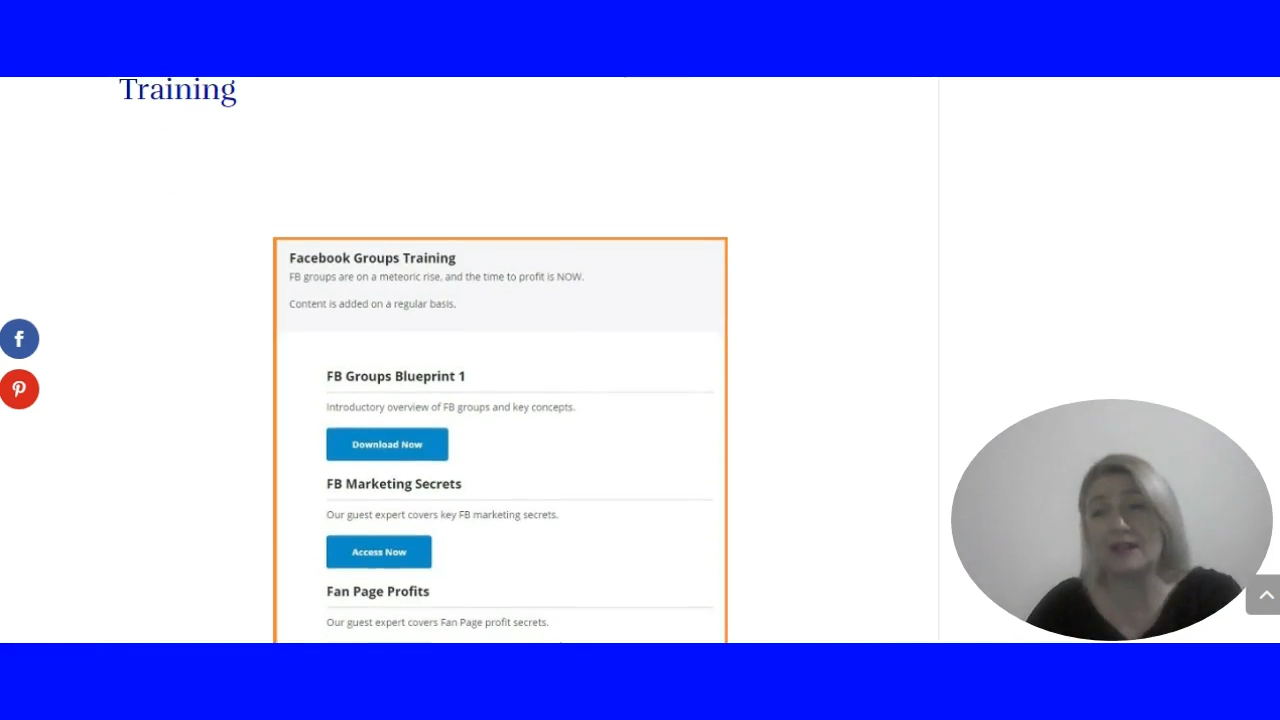 Training
Facebook Groups Training
FB groups are on a meteoric rise, and the time to profit is NOW.
Content is added on a regular basis.
FB Groups Blueprint 1
Introductory overview of FB groups and key concepts.
Download Now
FB Marketing Secrets
Our guest expert covers key FB marketing secrets.
Access Now
Fan Page Profits
Our guest expert covers Fan Page profit secrets.